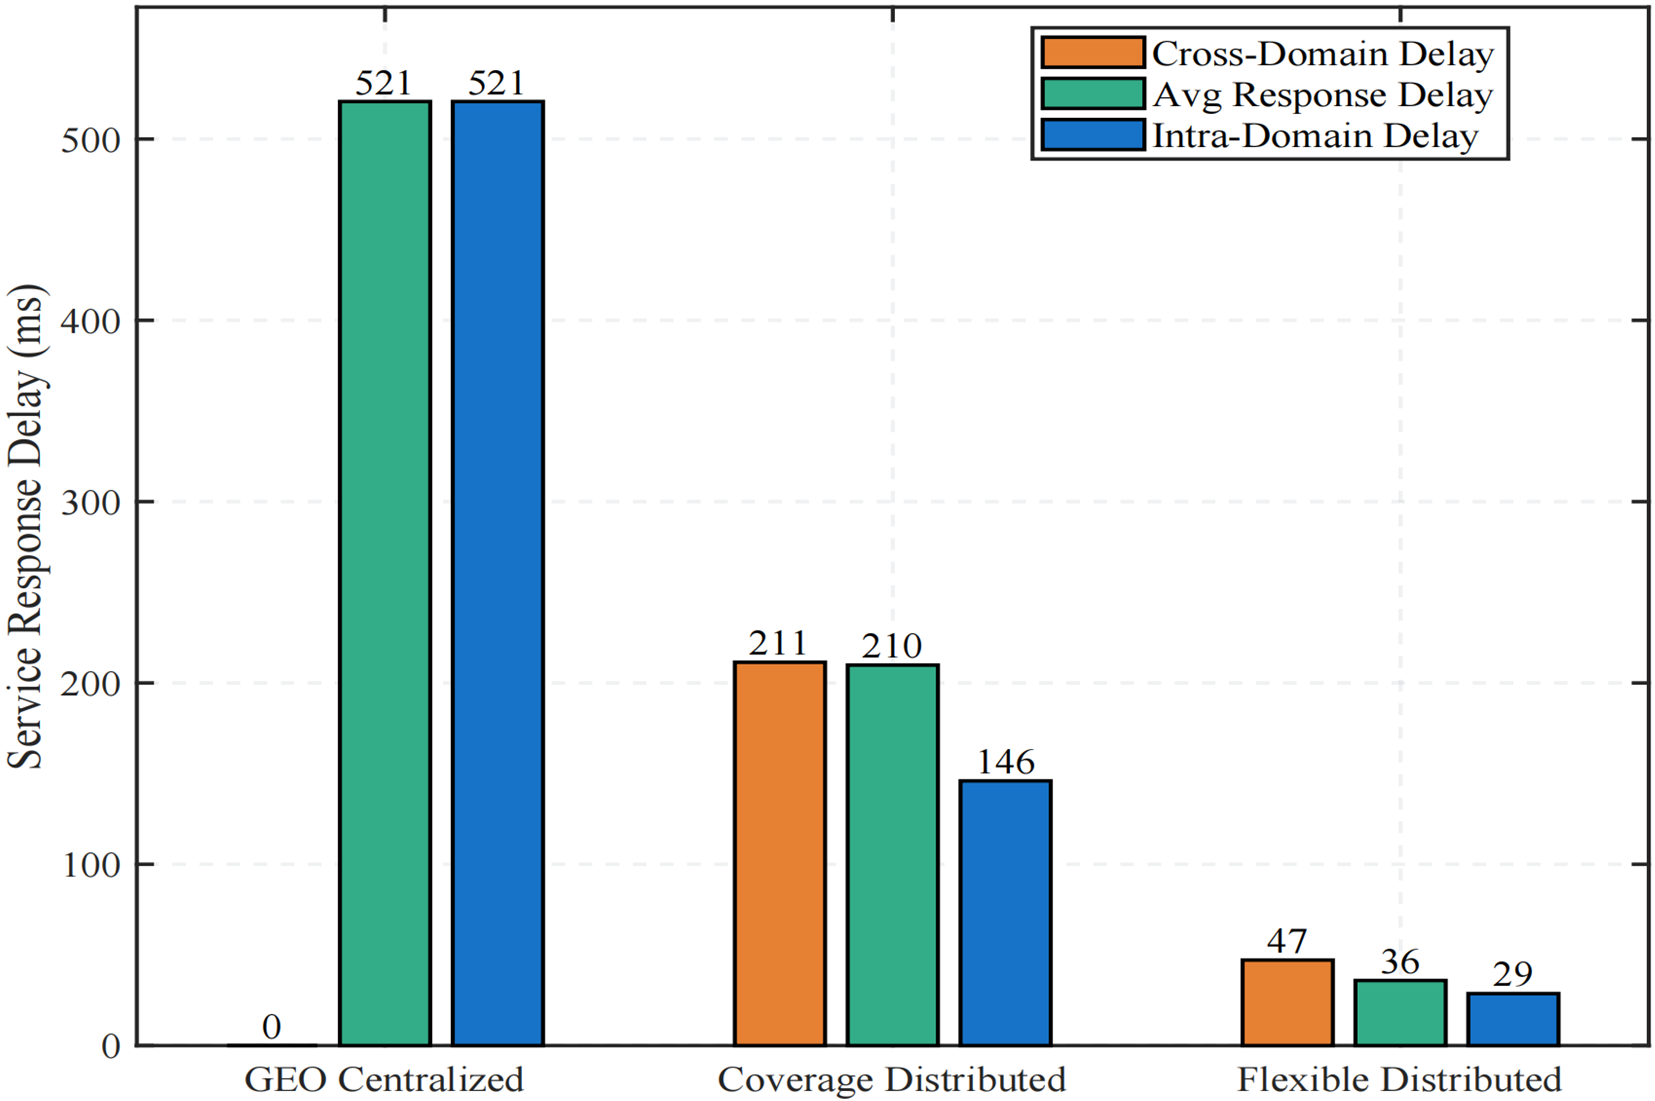 Cross-Domain Delay
Avg Response Delay
Intra-Domain Delay
Service Response Delay (ms)
500
400
300
200
100
0
521
521
0
211
210
146
47
36
29
GEO Centralized
Coverage Distributed
Flexible Distributed